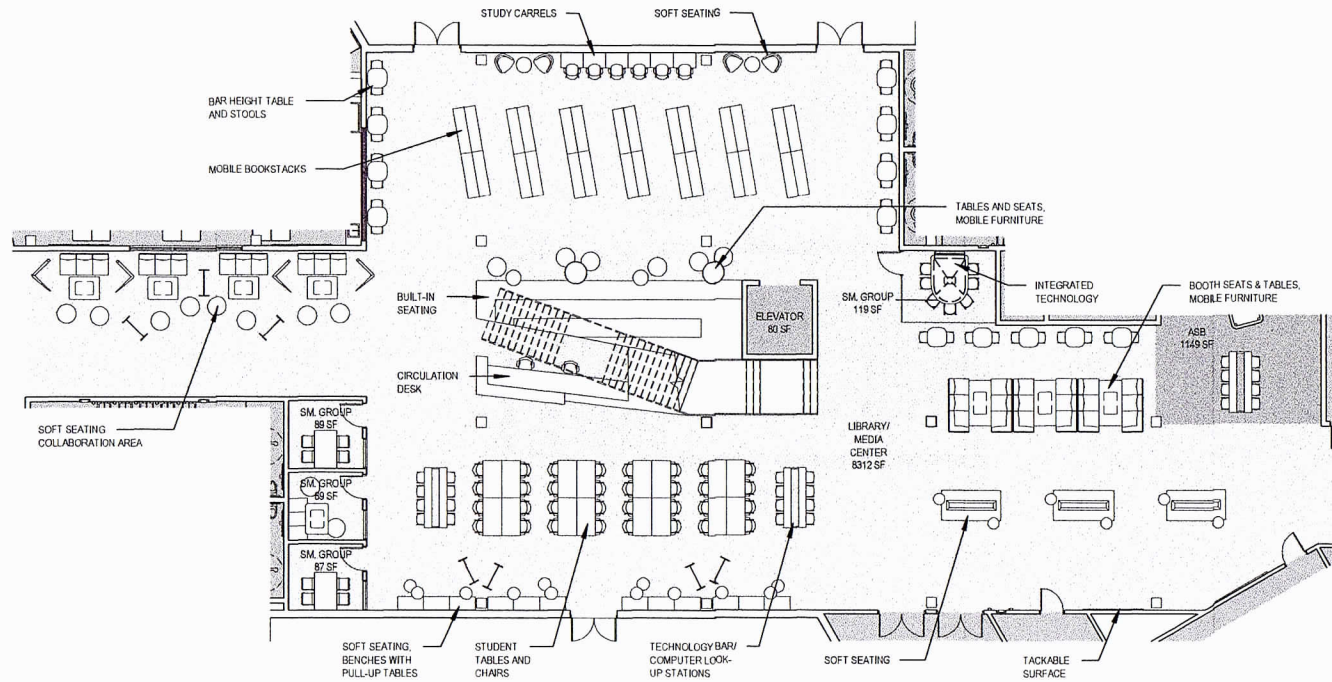 STUDY CARRELS
SOFT SEATING
BAR HEIGHT TABLE
AND STOOLS
MOBILE BOOKSTACKS
TABLES AND SEATS,
MOBILE FURNITURE
BUILT-IN
SEATING
ELEVATOR
80 SF
SM. GROUP
119 SF
INTEGRATED
TECHNOLOGY
BOOTH SEATS & TABLES,
MOBILE FURNITURE
ASB
1149 SF
CIRCULATION
DESK
SOFT SEATING
COLLABORATION AREA
SM. GROUP
89 SF
LIBRARY/
MEDIA
CENTER
8312 SF
SM. GROUP
89 SF
SM. GROUP
87 SF
SOFT SEATING,
BENCHES WITH
PULL-UP TABLES
STUDENT
TABLES AND
CHAIRS
TECHNOLOGY BAR/
COMPUTER LOOK-
UP STATIONS
SOFT SEATING
TACKABLE
SURFACE